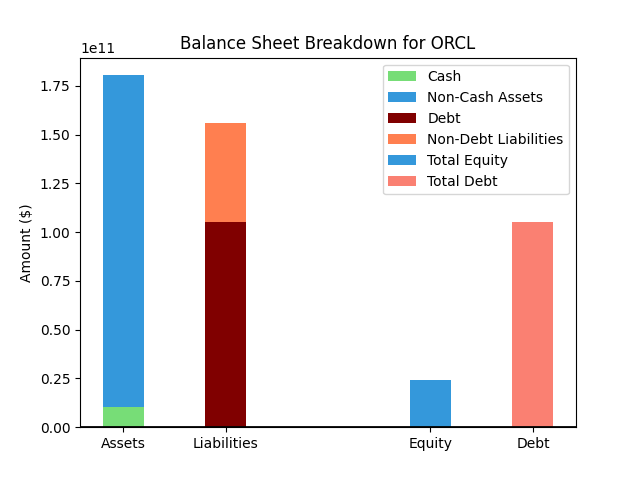 Balance Sheet Breakdown for ORCL
1e11
Amount ($)
1.75
1.50
1.25
1.00
0.75
0.50
0.25
0.00
Cash
Non-Cash Assets
Debt
Non-Debt Liabilities
Total Equity
Total Debt
Assets
Liabilities
Equity
Debt